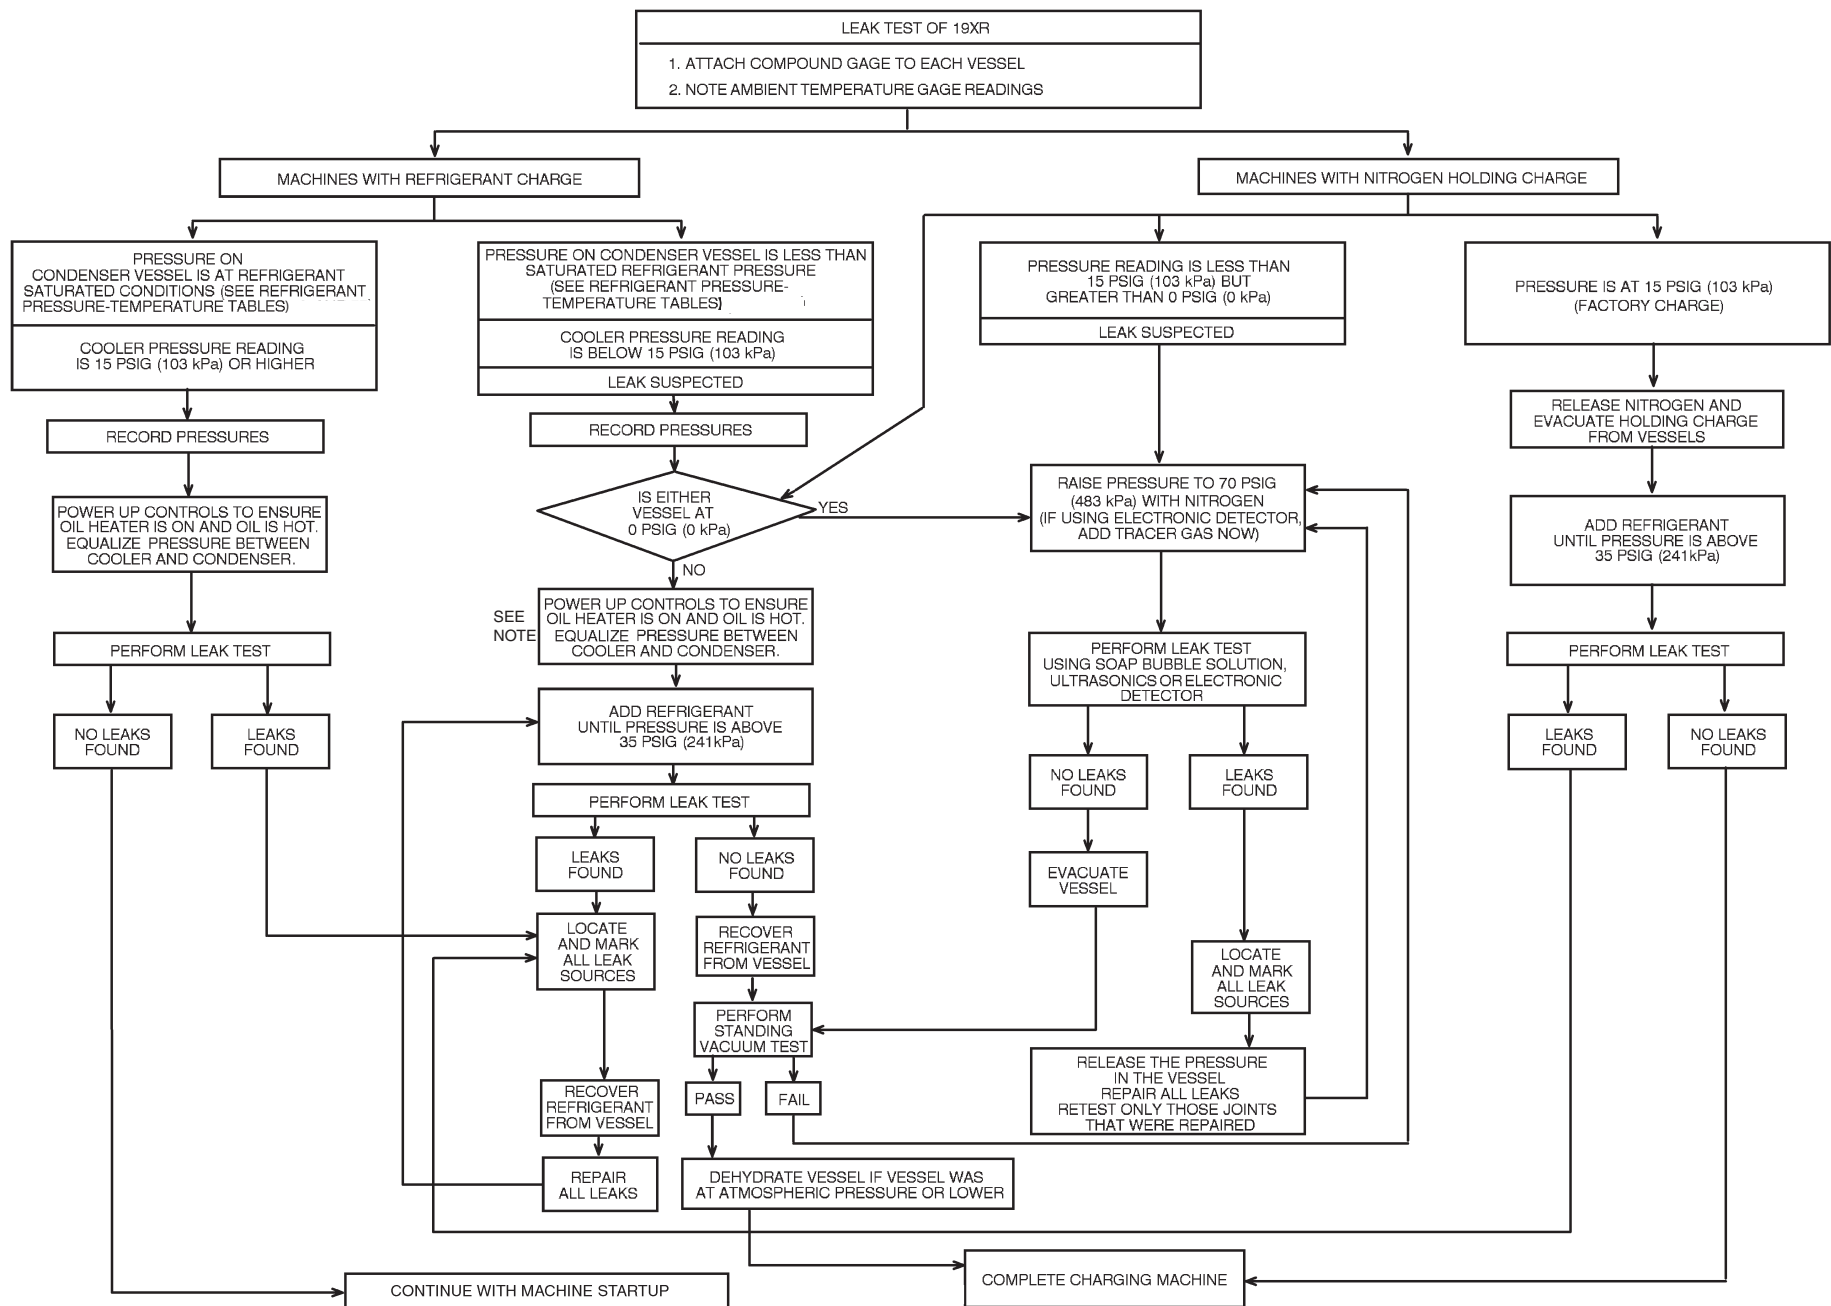 LEAK TEST OF 19XR
1. ATTACH COMPOUND GAGE TO EACH VESSEL
2. NOTE AMBIENT TEMPERATURE GAGE READINGS
MACHINES WITH REFRIGERANT CHARGE
MACHINES WITH NITROGEN HOLDING CHARGE
PRESSURE ON
CONDENSER VESSEL IS AT REFRIGERANT
SATURATED CONDITIONS (SEE REFRIGERANT
PRESSURE-TEMPERATURE TABLES)
COOLER PRESSURE READING
IS 15 PSIG (103 kPa) OR HIGHER
RECORD PRESSURES
POWER UP CONTROLS TO ENSURE
OIL HEATER IS ON AND OIL IS HOT.
EQUALIZE PRESSURE BETWEEN
COOLER AND CONDENSER.
PERFORM LEAK TEST
NO LEAKS
FOUND
LEAKS
FOUND
PRESSURE ON CONDENSER VESSEL IS LESS THAN
SATURATED REFRIGERANT PRESSURE
(SEE REFRIGERANT PRESSURE-
TEMPERATURE TABLES)
COOLER PRESSURE READING
IS BELOW 15 PSIG (103 kPa)
LEAK SUSPECTED
RECORD PRESSURES
IS EITHER
VESSEL AT
0 PSIG (0 kPa)
YES
NO
SEE
NOTE
POWER UP CONTROLS TO ENSURE
OIL HEATER IS ON AND OIL IS HOT.
EQUALIZE PRESSURE BETWEEN
COOLER AND CONDENSER.
ADD REFRIGERANT
UNTIL PRESSURE IS ABOVE
35 PSIG (241kPa)
PERFORM LEAK TEST
LEAKS
FOUND
NO LEAKS
FOUND
LOCATE
AND MARK
ALL LEAK
SOURCES
RECOVER
REFRIGERANT
FROM VESSEL
RECOVER
REFRIGERANT
FROM VESSEL
REPAIR
ALL LEAKS
PERFORM
STANDING
VACUUM TEST
PASS
FAIL
DEHYDRATE VESSEL IF VESSEL WAS
AT ATMOSPHERIC PRESSURE OR LOWER
PRESSURE READING IS LESS THAN
15 PSIG (103 kPa) BUT
GREATER THAN 0 PSIG (0 kPa)
LEAK SUSPECTED
RAISE PRESSURE TO 70 PSIG
(483 kPa) WITH NITROGEN
(IF USING ELECTRONIC DETECTOR,
ADD TRACER GAS NOW)
PERFORM LEAK TEST
USING SOAP BUBBLE SOLUTION,
ULTRASONICS OR ELECTRONIC
DETECTOR
NO LEAKS
FOUND
LEAKS
FOUND
EVACUATE
VESSEL
LOCATE
AND MARK
ALL LEAK
SOURCES
RELEASE THE PRESSURE
IN THE VESSEL
REPAIR ALL LEAKS
RETEST ONLY THOSE JOINTS
THAT WERE REPAIRED
PRESSURE IS AT 15 PSIG (103 kPa)
(FACTORY CHARGE)
RELEASE NITROGEN AND
EVACUATE HOLDING CHARGE
FROM VESSELS
ADD REFRIGERANT
UNTIL PRESSURE IS ABOVE
35 PSIG (241kPa)
PERFORM LEAK TEST
LEAKS
FOUND
NO LEAKS
FOUND
CONTINUE WITH MACHINE STARTUP
COMPLETE CHARGING MACHINE